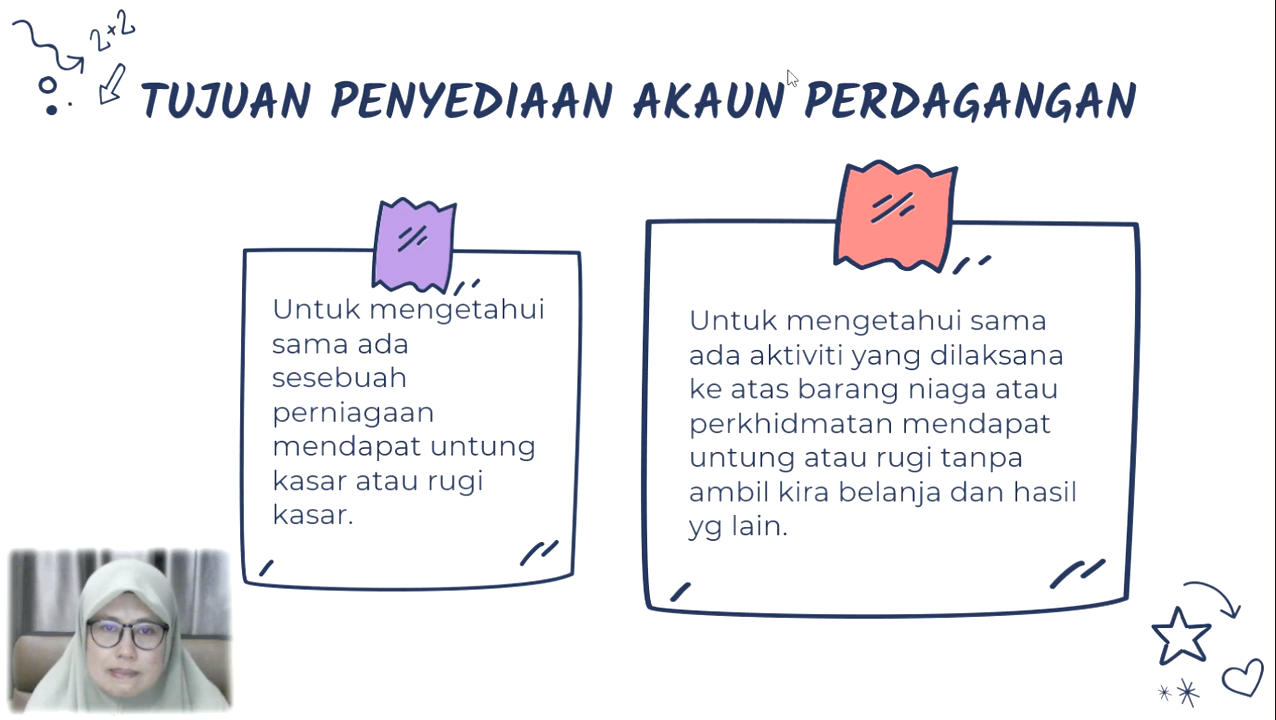 2+2
TUJUAN PENYEDIAAN AKAUN PERDAGANGAN
Untuk mengetahui
sama ada
sesebuah
perniagaan
mendapat untung
kasar atau rugi
kasar.
Untuk mengetahui sama
ada aktiviti yang dilaksana
ke atas barang niaga atau
perkhidmatan mendapat
untung atau rugi tanpa
ambil kira belanja dan hasil
yg lain.